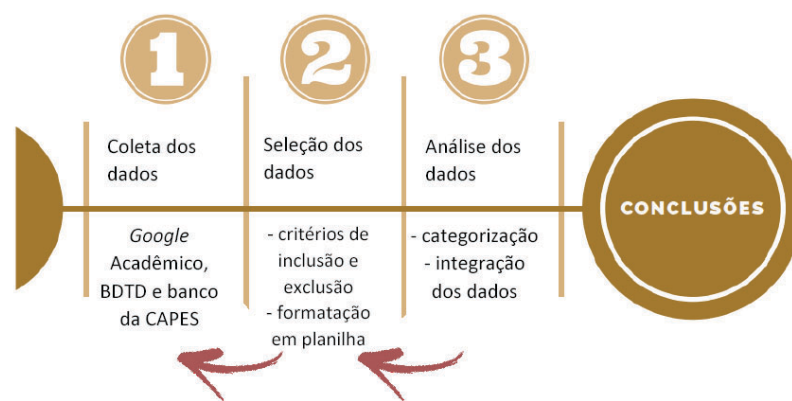 1
2
3
Coleta dos
dados
Seleção dos
dados
Análise dos
dados
CONCLUSÕES
Google
Acadêmico,
BDTD e banco
da CAPES
- critérios de
inclusão e
exclusão
- formatação
em planilha
- categorização
- integração
dos dados